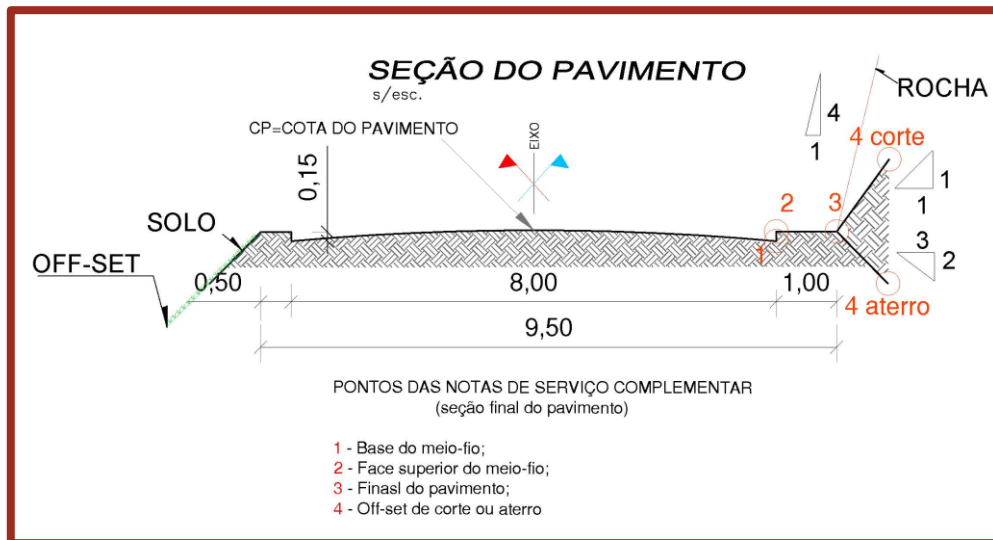 SEÇÃO DO PAVIMENTO
s/esc.
ROCHA
CP=COTA DO PAVIMENTO
EIXO
4
1
4 corte
0,15
1
1
SOLO
2
3
1
OFF-SET
3
2
0,50
8,00
1,00
4 aterro
9,50
PONTOS DAS NOTAS DE SERVIÇO COMPLEMENTAR
(seção final do pavimento)
1 - Base do meio-fio;
2 - Face superior do meio-fio;
3 - Finasl do pavimento;
4 - Off-set de corte ou aterro